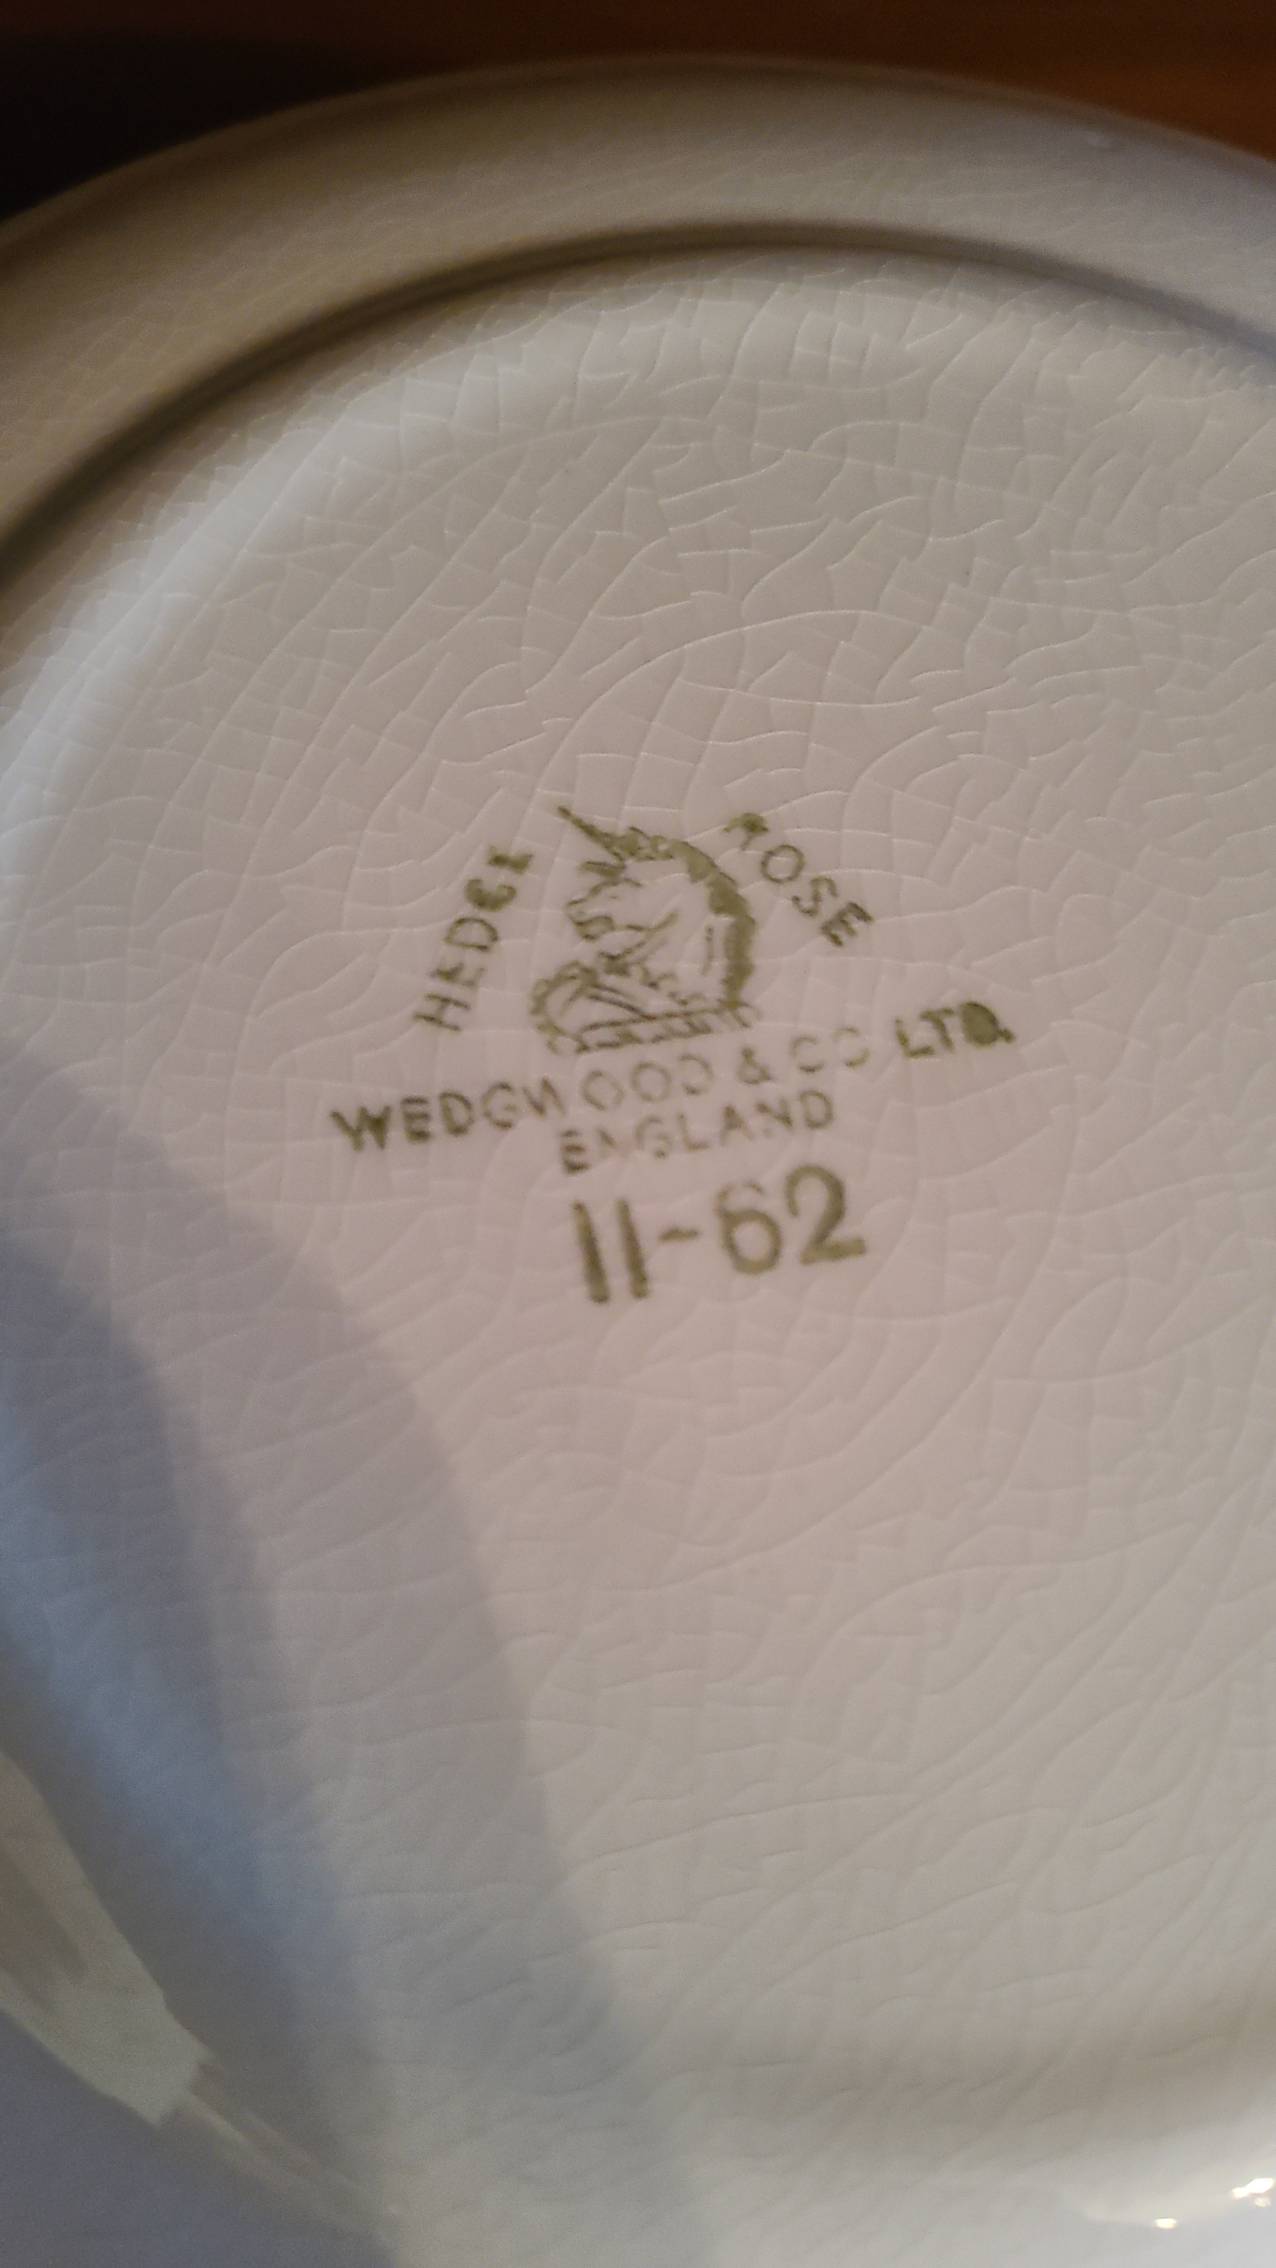 HEDGE ROSE
WEDGWOOD & CO LTD.
ENGLAND
11-62